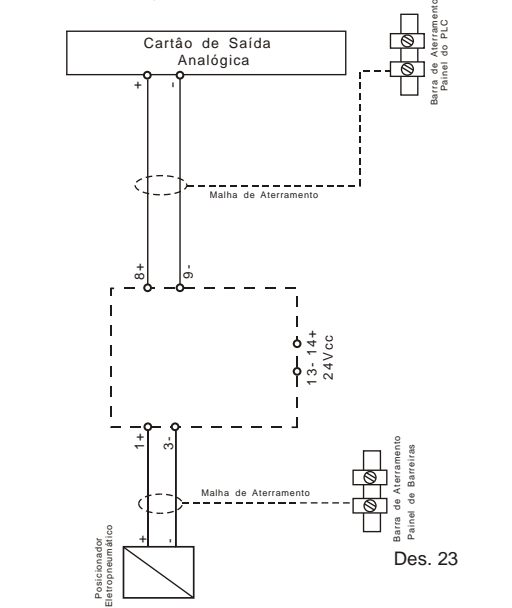 Cartâo de Saída
Analógica
+
-
Barra de Aterramento
Painel do PLC
Malha de Aterramento
8+
9-
13- 14+
24Vcc
1+
3-
Malha de Aterramento
Barra de Aterramento
Painel de Barreiras
+
-
Posicionador
Eletropneumático
Des. 23